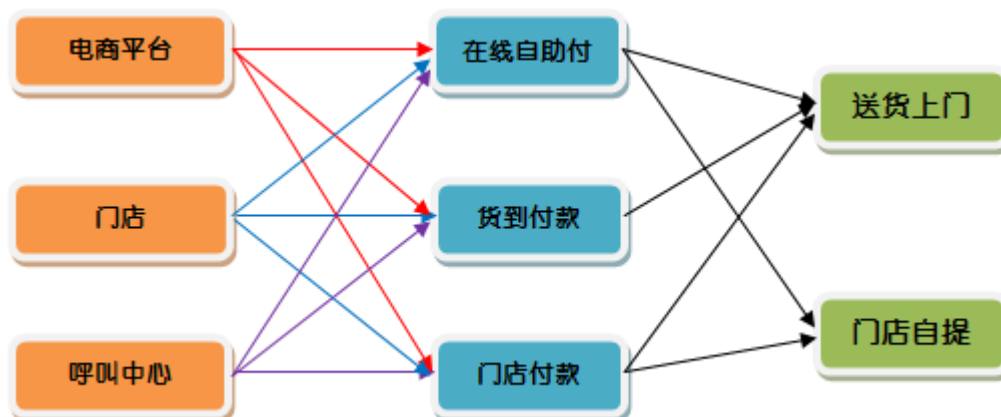 电商平台
在线自助付
送货上门
门店
货到付款
呼叫中心
门店付款
门店自提